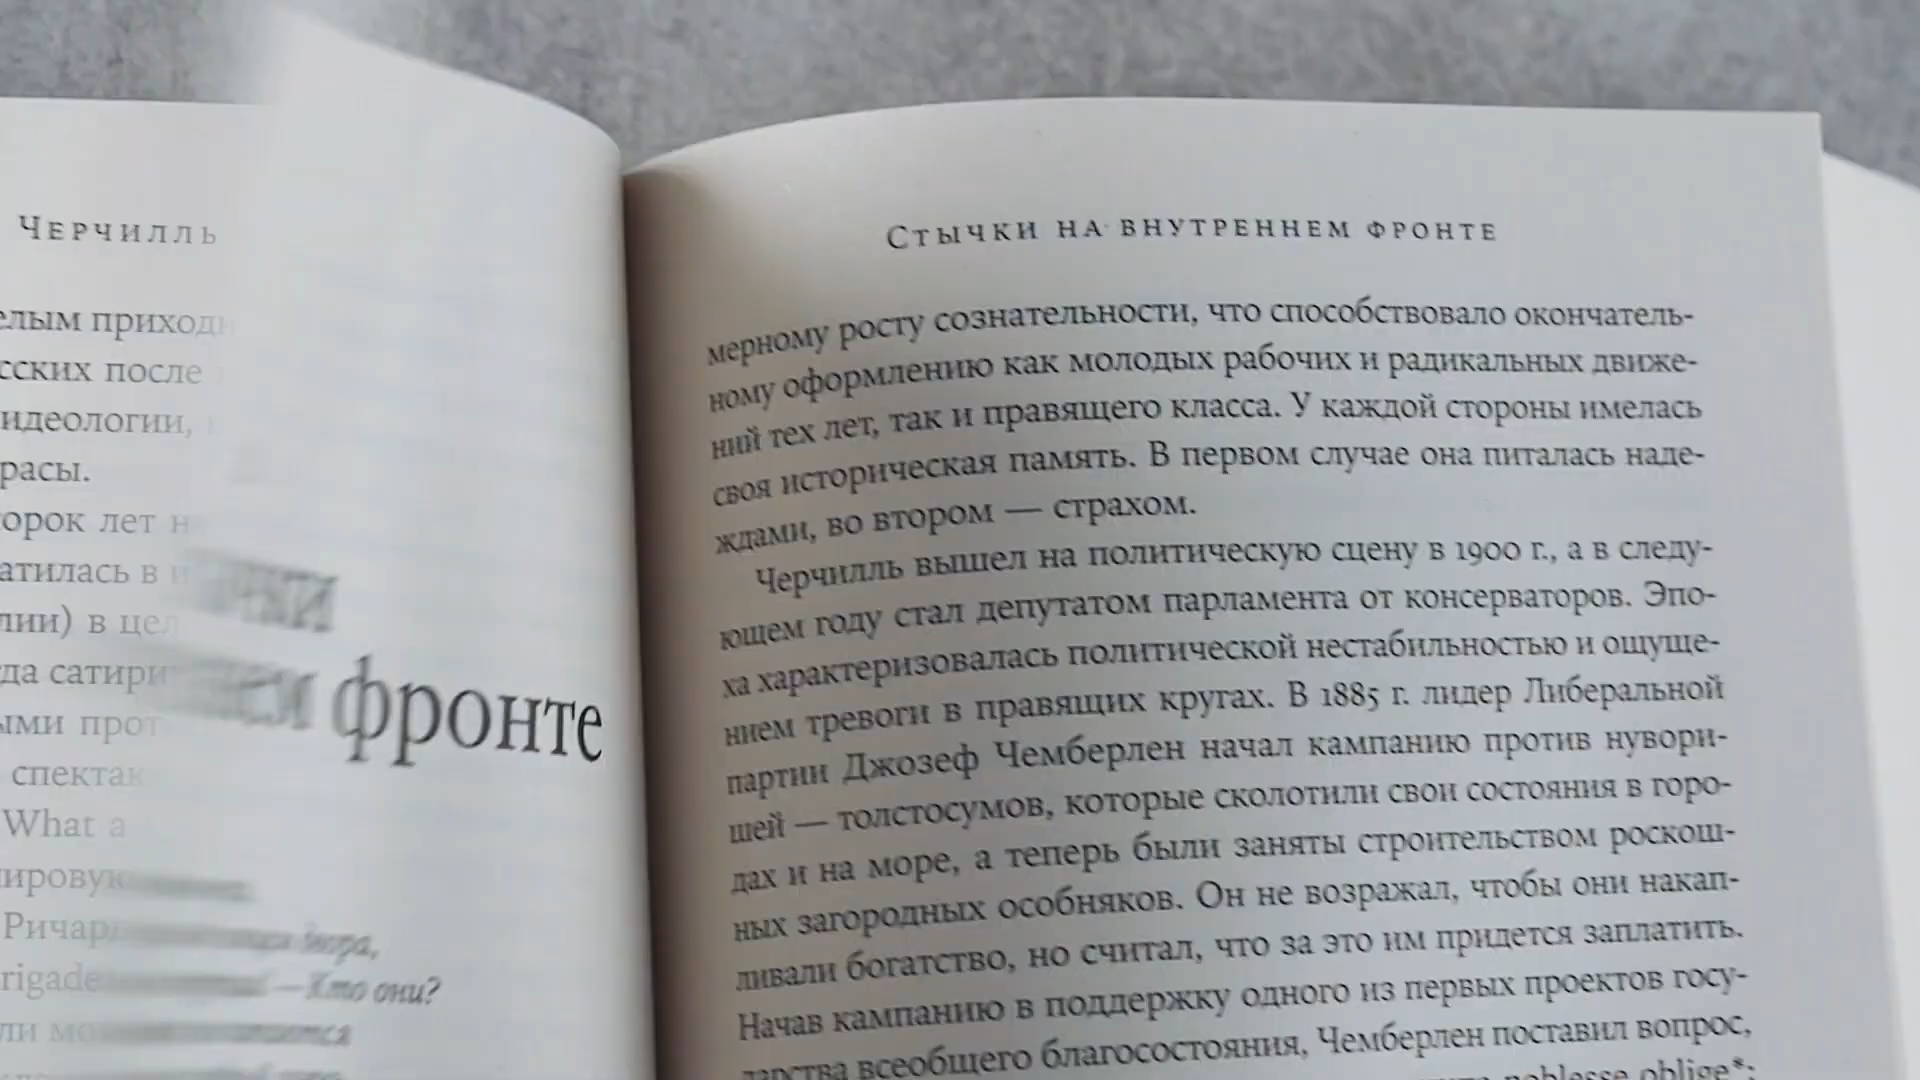 Черчилль
елым приход
сских после
идеологии,
расы.
орок лет н
атилась в
лии) в це
да сатири
ыми прот
спектак
What a
ировую
Ричар
rigade
ли мо
фронте
— Кто они?
Стычки на внутреннем фронте
мерному росту сознательности, что способствовало окончатель-
ному оформлению как молодых рабочих и радикальных движе-
ний тех лет, так и правящего класса. У каждой стороны имелась
своя историческая память. В первом случае она питалась наде-
ждами, во втором — страхом.
Черчилль вышел на политическую сцену в 1900 г., а в следу-
ющем году стал депутатом парламента от консерваторов. Эпо-
ха характеризовалась политической нестабильностью и ощуще-
нием тревоги в правящих кругах. В 1885 г. лидер Либеральной
партии Джозеф Чемберлен начал кампанию против нувори-
шей — толстосумов, которые сколотили свои состояния в горо-
дах и на море, а теперь были заняты строительством роскош-
ных загородных особняков. Он не возражал, чтобы они накап-
ливали богатство, но считал, что за это им придется заплатить.
Начав кампанию в поддержку одного из первых проектов госу-
дарства всеобщего благосостояния, Чемберлен поставил вопрос,
noblesse oblige*: